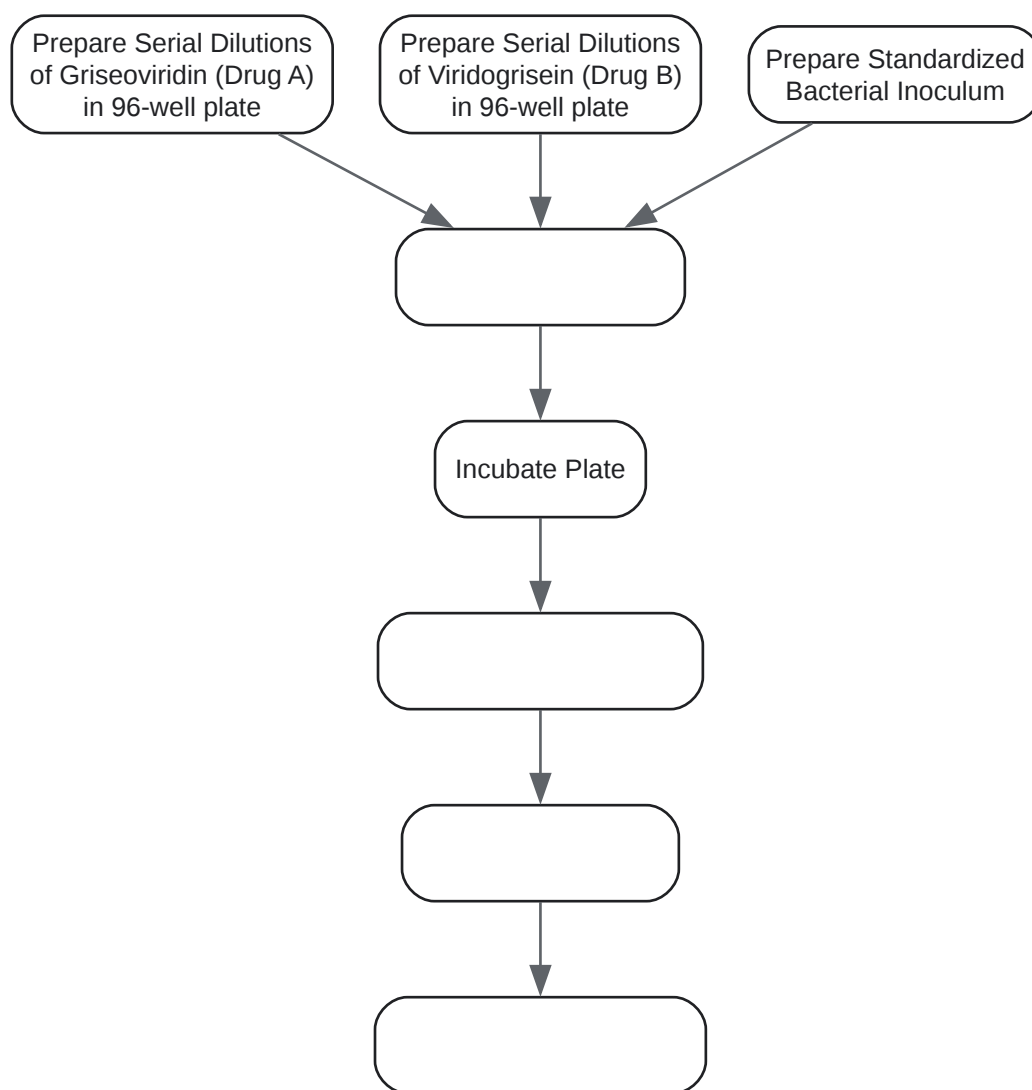 Prepare Serial Dilutions
of Griseoviridin (Drug A)
in 96-well plate
Prepare Serial Dilutions
of Viridogrisein (Drug B)
in 96-well plate
Prepare Standardized
Bacterial Inoculum
Incubate Plate